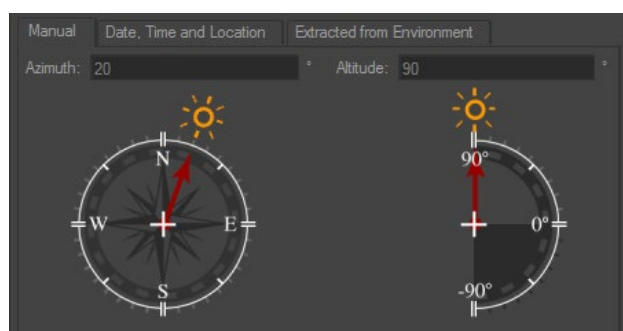 Manual Date, Time and Location Extracted from Environment
Azimuth: 20 ° Altitude: 90 °
N 90°
W E 0°
S -90°